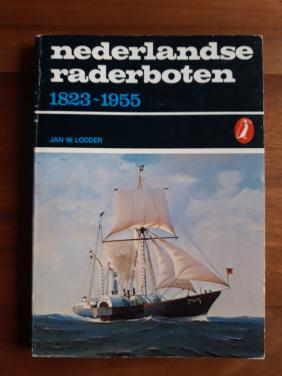 nederlandse
raderboten
1823-1955
JAN W. LODDER